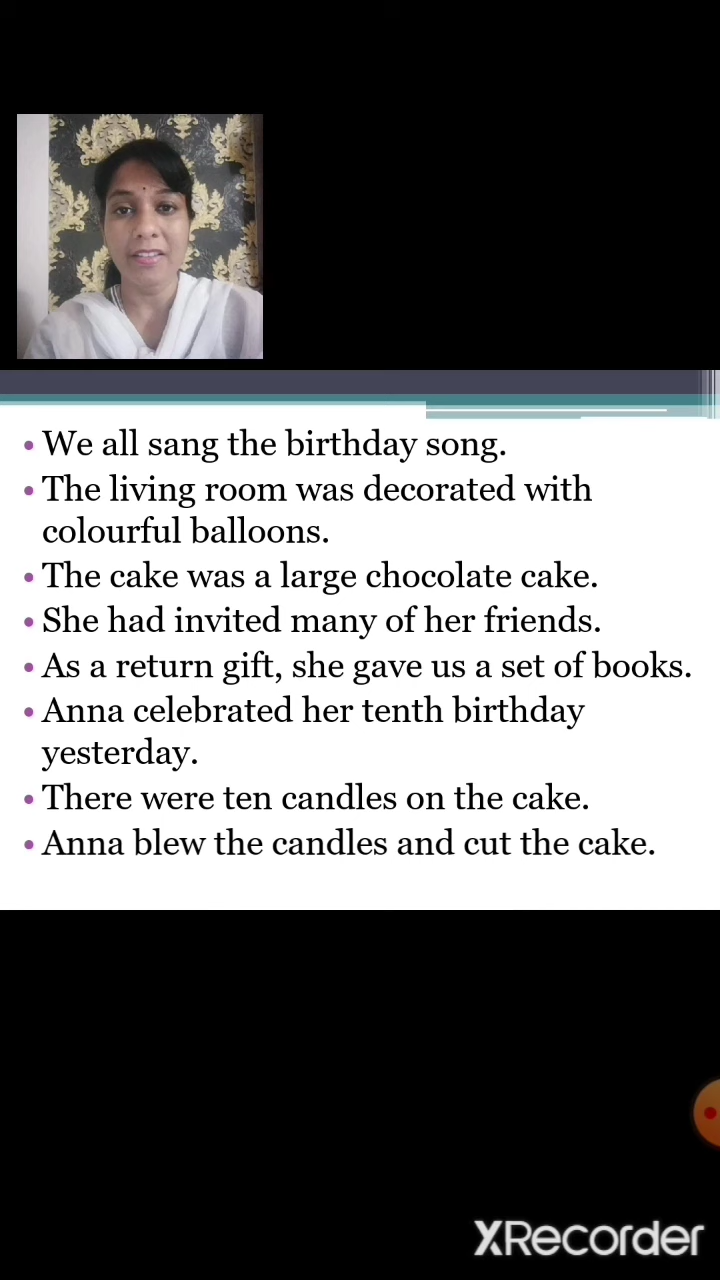 • We all sang the birthday song.
• The living room was decorated with
colourful balloons.
• The cake was a large chocolate cake.
• She had invited many of her friends.
• As a return gift, she gave us a set of books.
• Anna celebrated her tenth birthday
yesterday.
• There were ten candles on the cake.
• Anna blew the candles and cut the cake.
XRecorder